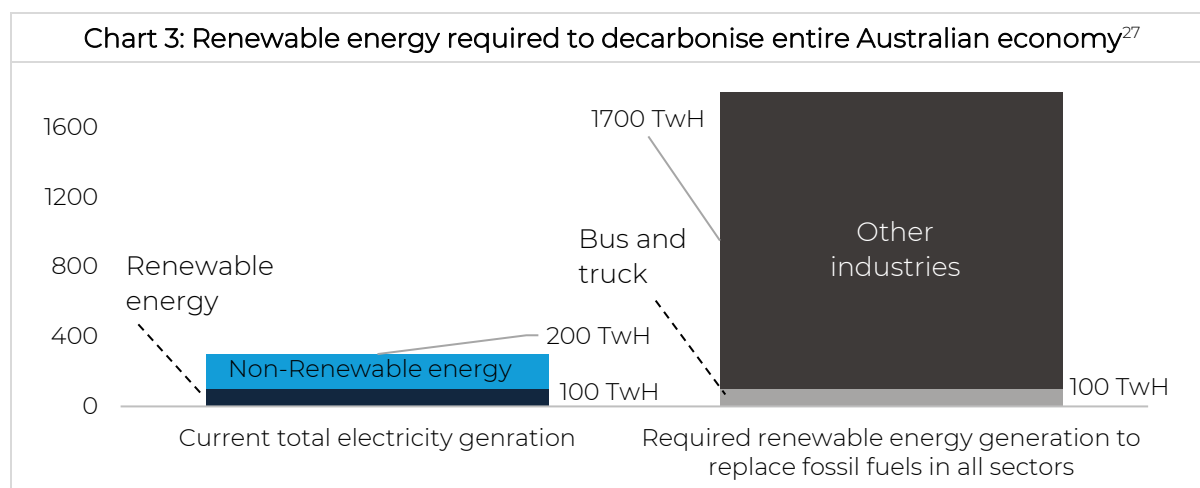 Chart 3: Renewable energy required to decarbonise entire Australian economy27
1600
1200
800
400
0
Renewable
energy
Non-Renewable energy
200 TwH
100 TwH
Current total electricity genration
1700 TwH
Bus and
truck
Other
industries
100 TwH
Required renewable energy generation to
replace fossil fuels in all sectors